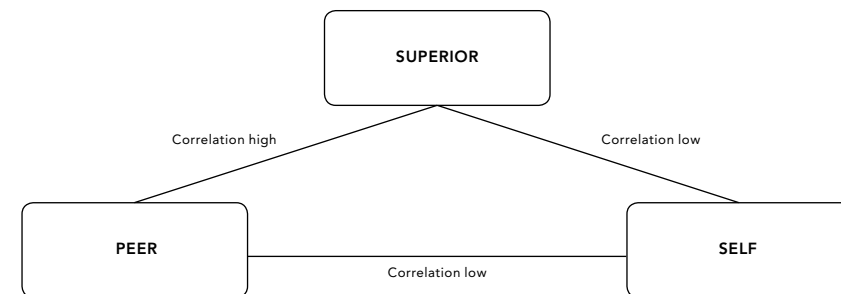 SUPERIOR
Correlation high
Correlation low
PEER
SELF
Correlation low